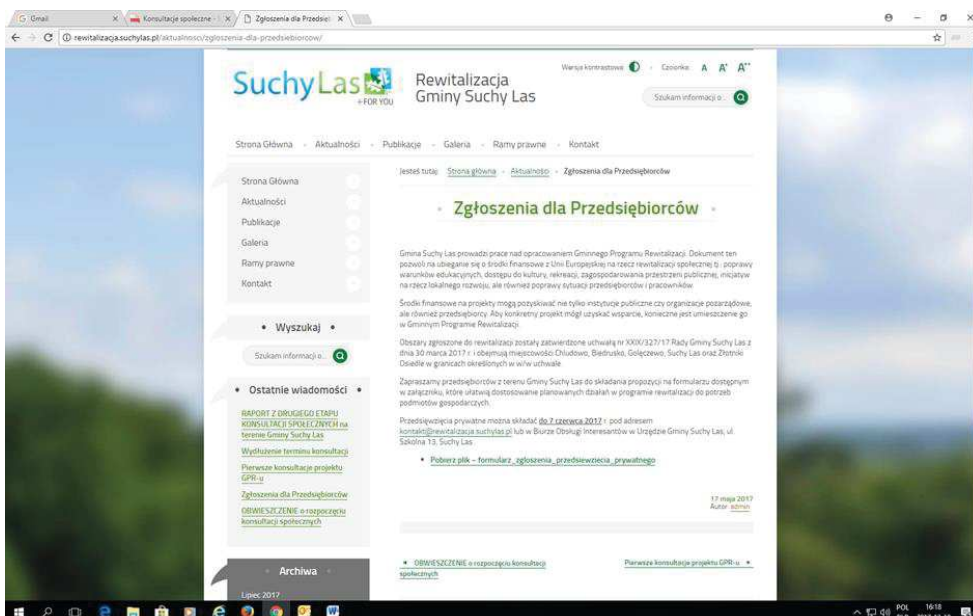 Gmail
Konsultacje społeczne -
Zgłoszenia dla Przedsięb
rewitalizacja.suchylas.pl/aktualnosci/zgloszenia-dla-przedsiebiorcow/
Suchy Las
+FOR YOU
Rewitalizacja
Gminy Suchy Las
Wersja kontrastowa
Czcionka: A A+ A++
Szukam informacji o...
Strona Główna - Aktualności - Publikacje - Galeria - Ramy prawne - Kontakt
Strona Główna
Aktualności
Publikacje
Galeria
Ramy prawne
Kontakt
• Wyszukaj •
Szukam informacji o...
• Ostatnie wiadomości •
RAPORT Z DRUGIEGO ETAPU
KONSULTACJI SPOŁECZNYCH na
terenie Gminy Suchy Las
Wydłużenie terminu konsultacji
Pierwsze konsultacje projektu
GPR-u
Zgłoszenia dla Przedsiębiorców
OBWIESZCZENIE o rozpoczęciu
konsultacji społecznych
Archiwa
Lipiec 2017
Jesteś tutaj: Strona główna - Aktualności - Zgłoszenia dla Przedsiębiorców
Zgłoszenia dla Przedsiębiorców
Gmina Suchy Las prowadzi prace nad opracowaniem Gminnego Programu Rewitalizacji. Dokument ten
pozwoli na ubieganie się o środki finansowe z Unii Europejskiej na rzecz rewitalizacji społecznej tj. poprawy
warunków edukacyjnych, dostępu do kultury, rekreacji, zagospodarowania przestrzeni publicznej, inicjatyw
na rzecz lokalnego rozwoju, ale również poprawy sytuacji przedsiębiorców i pracowników.
Środki finansowe na projekty mogą pozyskiwać nie tylko instytucje publiczne czy organizacje pozarządowe,
ale również przedsiębiorcy. Aby konkretny projekt mógł uzyskać wsparcie, konieczne jest umieszczenie go
w Gminnym Programie Rewitalizacji.
Obszary zgłoszone do rewitalizacji zostały zatwierdzone uchwałą nr XXIX/327/17 Rady Gminy Suchy Las z
dnia 30 marca 2017 r. i obejmują miejscowości Chludowo, Biedrusko, Golęczewo, Suchy Las oraz Złotniki
Osiedle w granicach określonych w w/w uchwale
Zapraszamy przedsiębiorców z terenu Gminy Suchy Las do składania propozycji na formularzu dostępnym
w załączniku, które ułatwią dostosowanie planowanych działań w programie rewitalizacji do potrzeb
podmiotów gospodarczych.
Przedsięwzięcia prywatne można składać do 7 czerwca 2017 r. pod adresem
kontakt@rewitalizacja.suchylas.pl lub w Biurze Obsługi Interesantów w Urzędzie Gminy Suchy Las, ul.
Szkolna 13, Suchy Las.
• Pobierz plik – formularz_zgloszenia_przedsiewziecia_prywatnego
17 maja 2017
Autor: admin
• OBWIESZCZENIE o rozpoczęciu konsultacji
społecznych
Pierwsze konsultacje projektu GPR-u •
POL
16:18